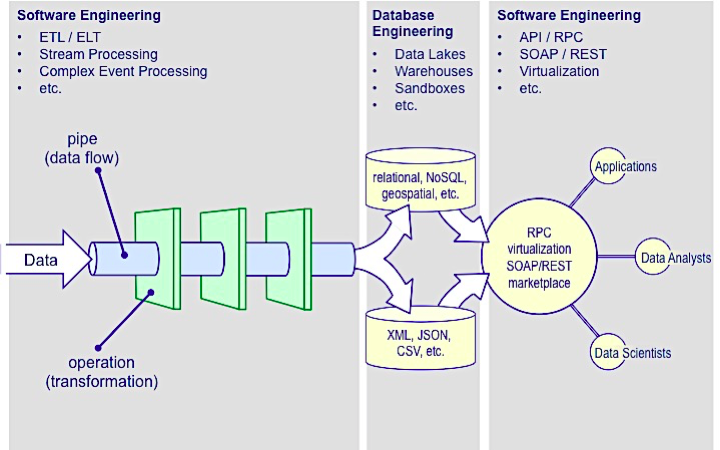 Software Engineering
• ETL / ELT
• Stream Processing
• Complex Event Processing
• etc.
Database
Engineering
• Data Lakes
• Warehouses
• Sandboxes
• etc.
Software Engineering
• API / RPC
• SOAP / REST
• Virtualization
• etc.
pipe
(data flow)
Data
operation
(transformation)
relational, NoSQL,
geospatial, etc.
XML, JSON,
CSV, etc.
RPC
virtualization
SOAP/REST
marketplace
Applications
Data Analysts
Data Scientists